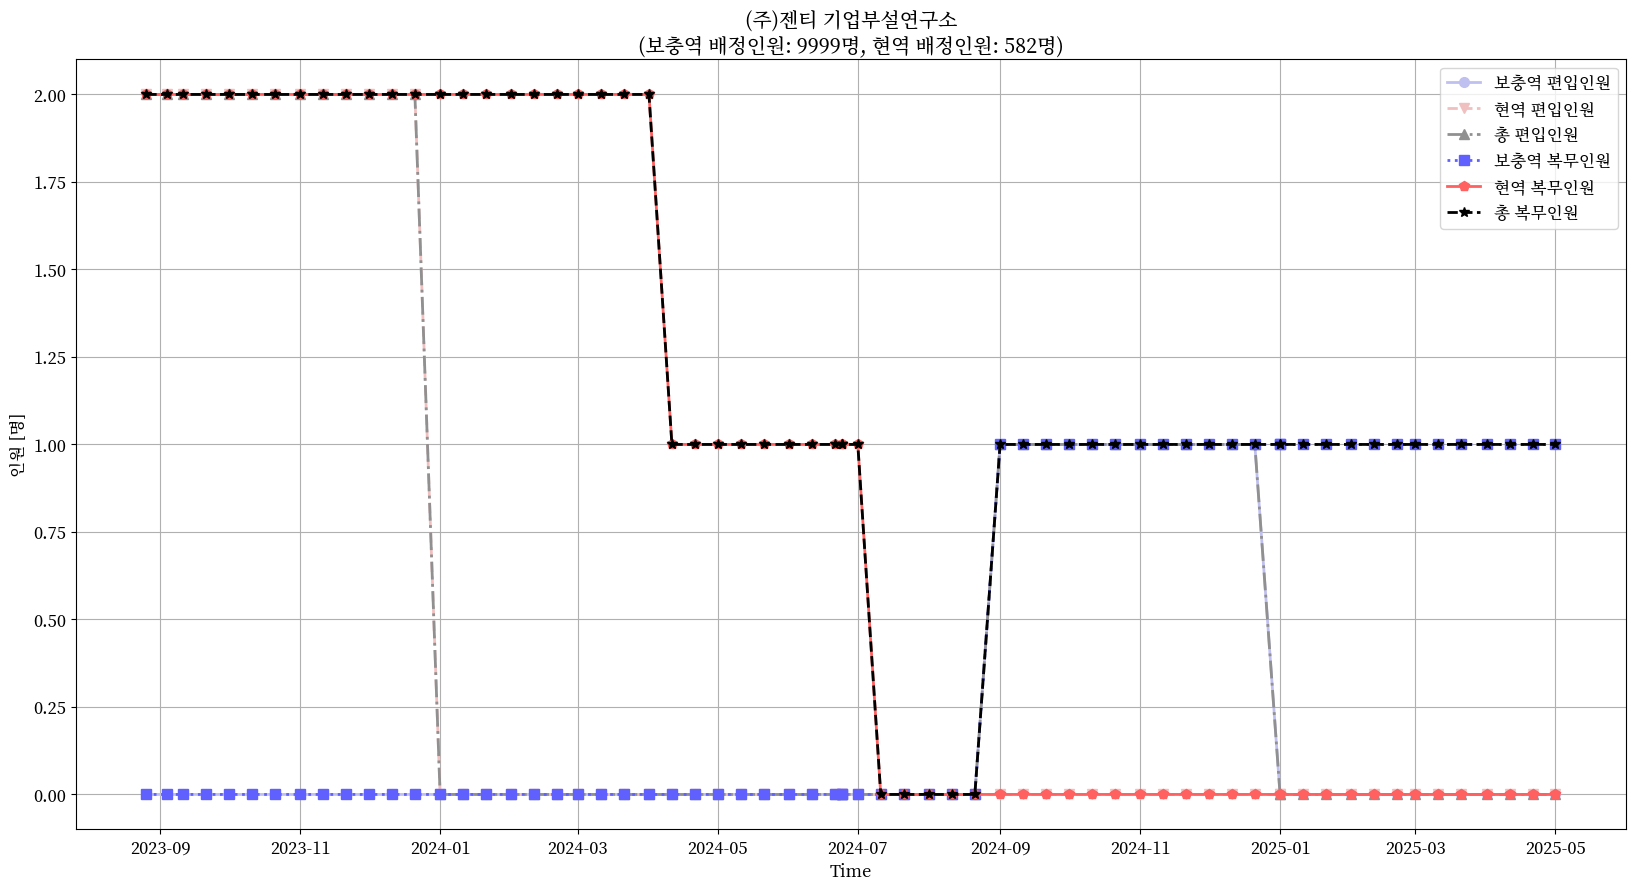 (주)젠티 기업부설연구소
(보충역 배정인원: 9999명, 현역 배정인원: 582명)
보충역 편입인원
현역 편입인원
총 편입인원
보충역 복무인원
현역 복무인원
총 복무인원
인원 [명]
2.00
1.75
1.50
1.25
1.00
0.75
0.50
0.25
0.00
2023-09 2023-11 2024-01 2024-03 2024-05 2024-07 2024-09 2024-11 2025-01 2025-03 2025-05
Time